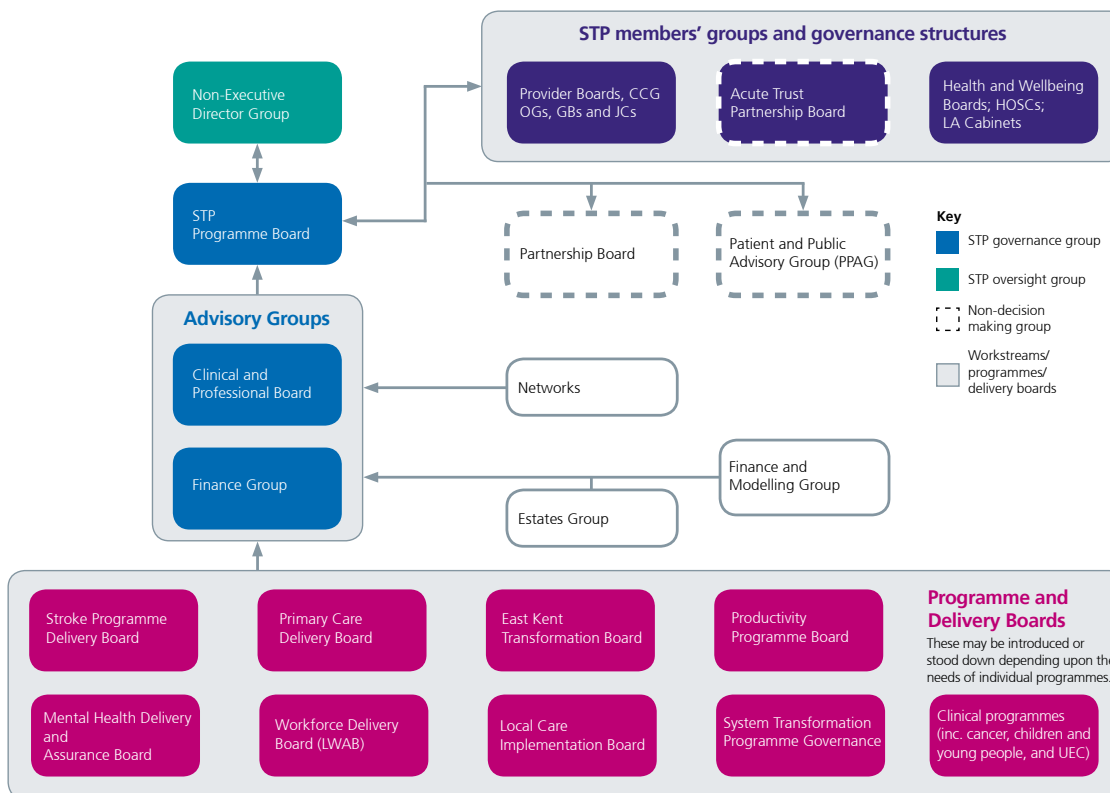 STP members’ groups and governance structures
Non-Executive
Director Group
Provider Boards, CCG
OGs, GBs and JCs
Acute Trust
Partnership Board
Health and Wellbeing
Boards; HOSCs;
LA Cabinets
STP
Programme Board
Partnership Board
Patient and Public
Advisory Group (PPAG)
Key
STP governance group
STP oversight group
Non-decision
making group
Workstreams/
programmes/
delivery boards
Advisory Groups
Clinical and
Professional Board
Networks
Finance Group
Finance and
Modelling Group
Estates Group
Stroke Programme
Delivery Board
Primary Care
Delivery Board
East Kent
Transformation Board
Productivity
Programme Board
Programme and
Delivery Boards
These may be introduced or
stood down depending upon the
needs of individual programmes.
Mental Health Delivery
and
Assurance Board
Workforce Delivery
Board (LWAB)
Local Care
Implementation Board
System Transformation
Programme Governance
Clinical programmes
(inc. cancer, children and
young people, and UEC)